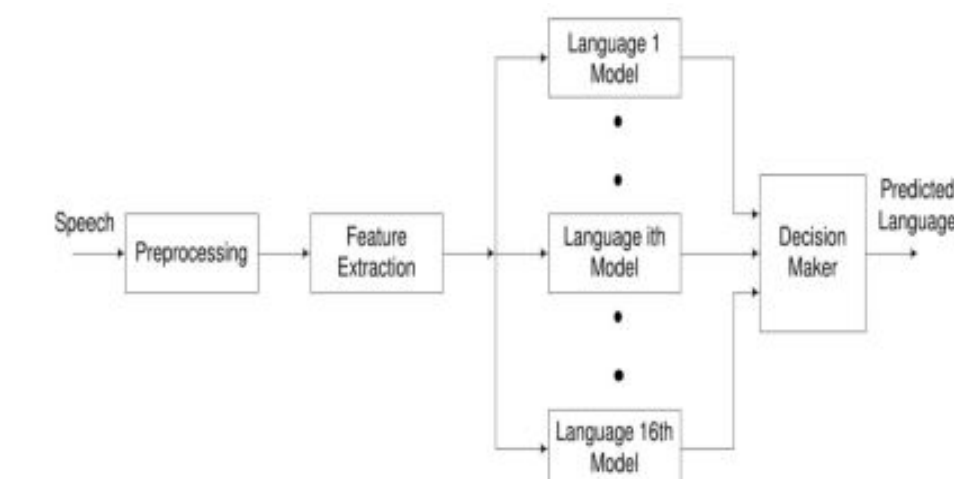 Language 1
Model
Speech
Preprocessing
Feature
Extraction
Language ith
Model
Decision
Maker
Predicted
Language
Language 16th
Model